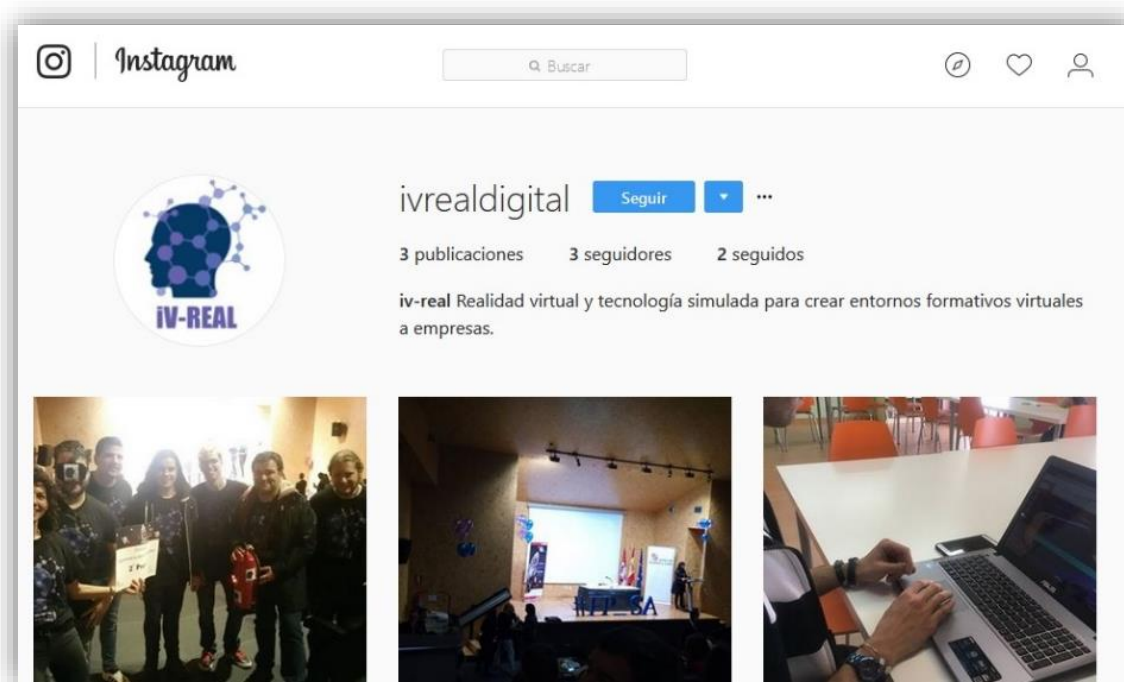 Instagram
Buscar
ivrealdigital Seguir
3 publicaciones 3 seguidores 2 seguidos
iv-real Realidad virtual y tecnología simulada para crear entornos formativos virtuales
a empresas.
iV-REAL
ASUS